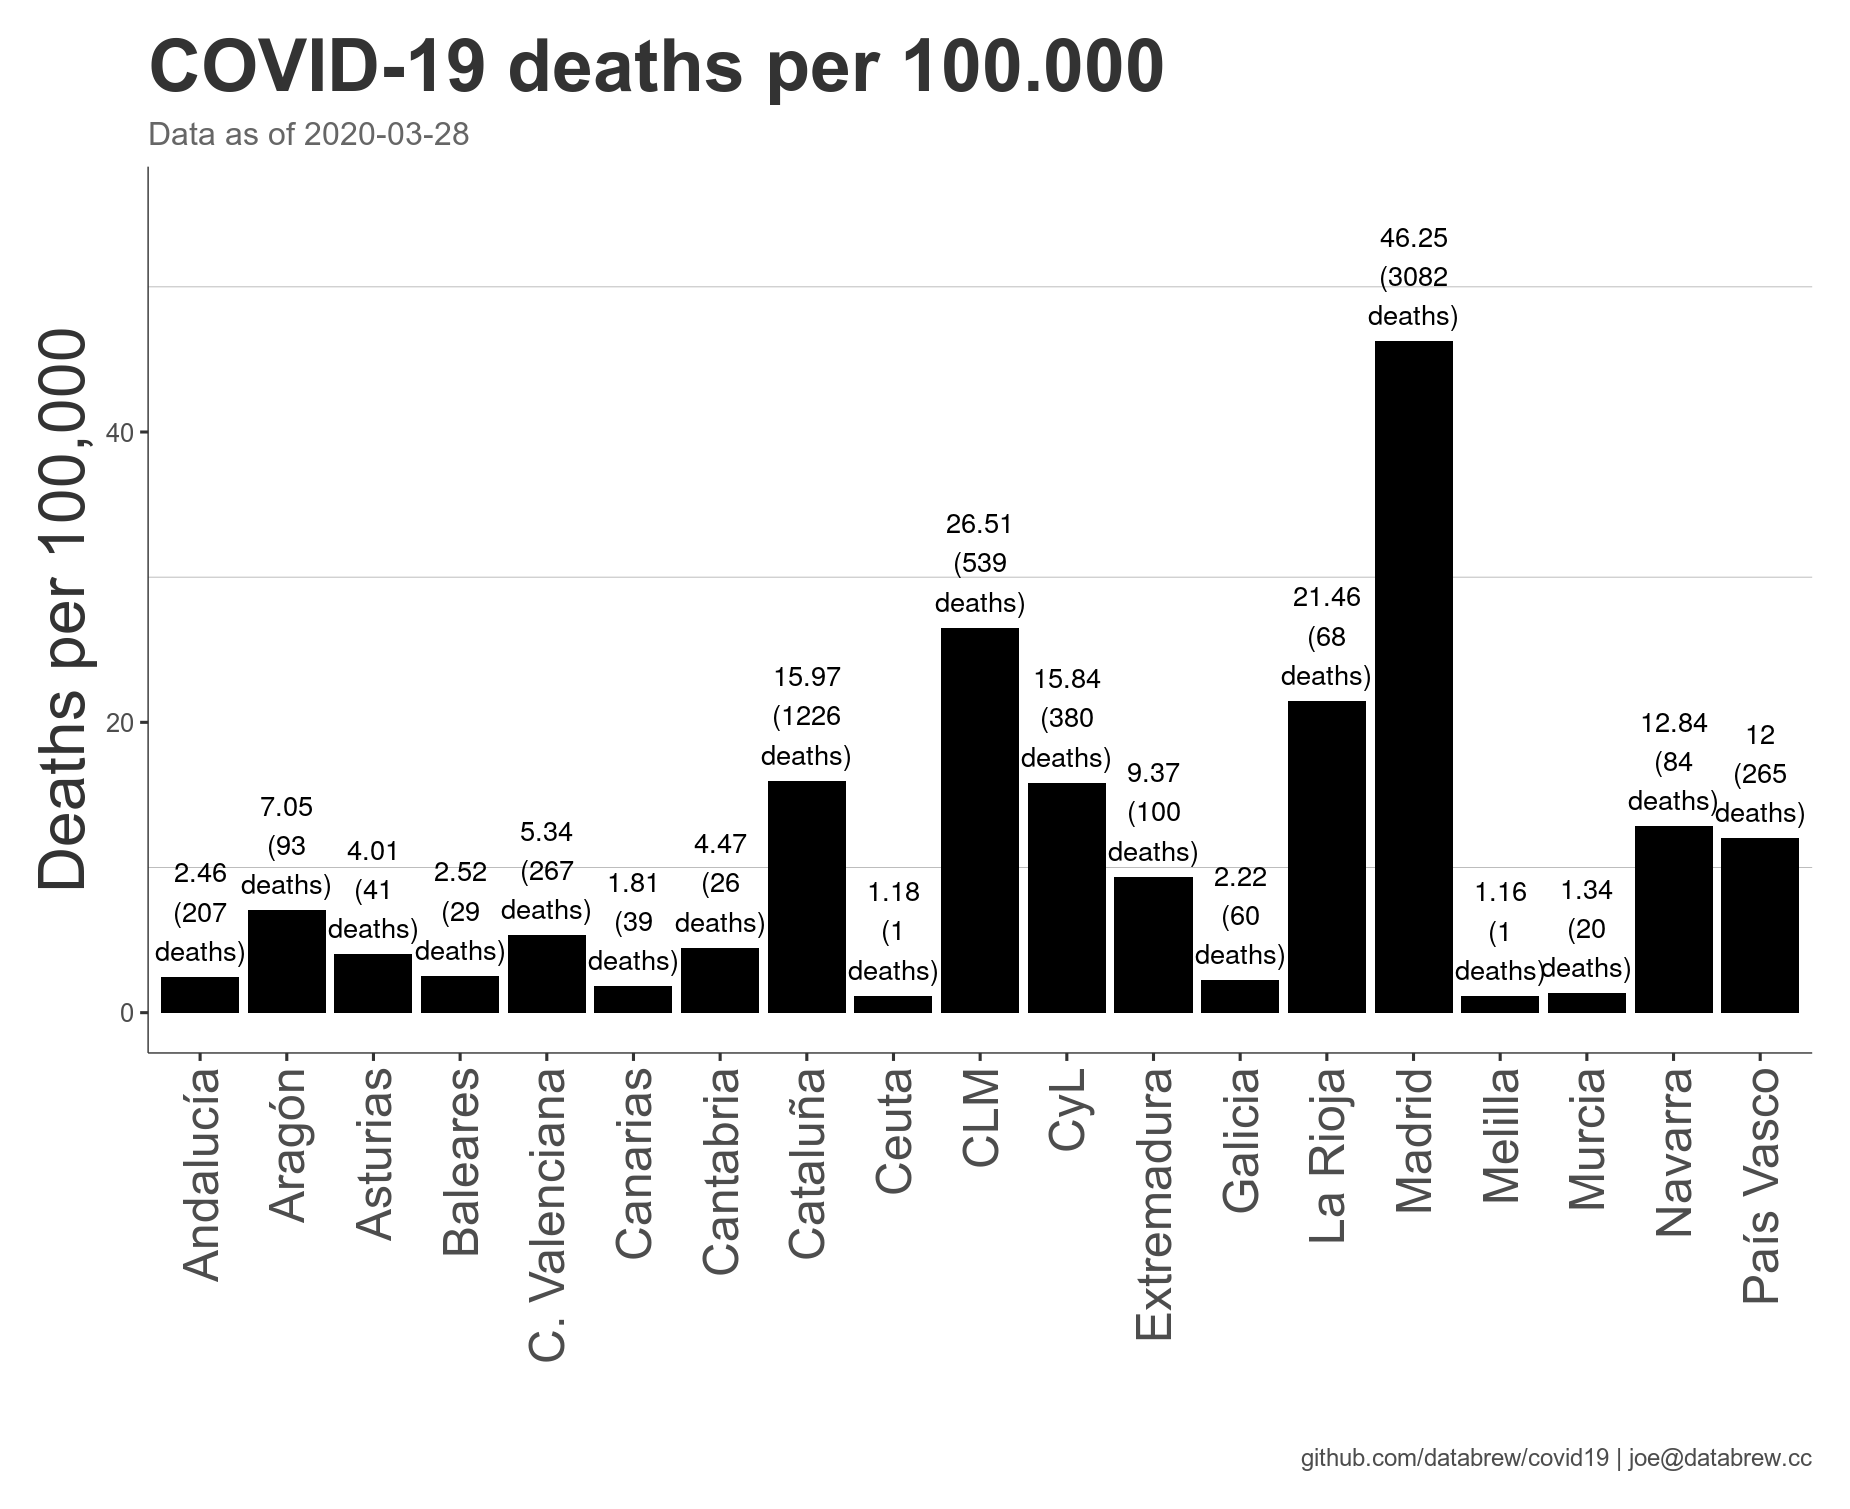 COVID-19 deaths per 100.000
Data as of 2020-03-28
Deaths per 100,000
40
20
0
2.46
(207
deaths)
7.05
(93
deaths)
4.01
(41
deaths)
2.52
(29
deaths)
5.34
(267
deaths)
1.81
(39
deaths)
4.47
(26
deaths)
15.97
(1226
deaths)
1.18
(1
deaths)
26.51
(539
deaths)
15.84
(380
deaths)
9.37
(100
deaths)
2.22
(60
deaths)
21.46
(68
deaths)
46.25
(3082
deaths)
1.16
(1
deaths)
1.34
(20
deaths)
12.84
(84
deaths)
12
(265
deaths)
Andalucía
Aragón
Asturias
Baleares
C. Valenciana
Canarias
Cantabria
Cataluña
Ceuta
CLM
CyL
Extremadura
Galicia
La Rioja
Madrid
Melilla
Murcia
Navarra
País Vasco
github.com/databrew/covid19 | joe@databrew.cc